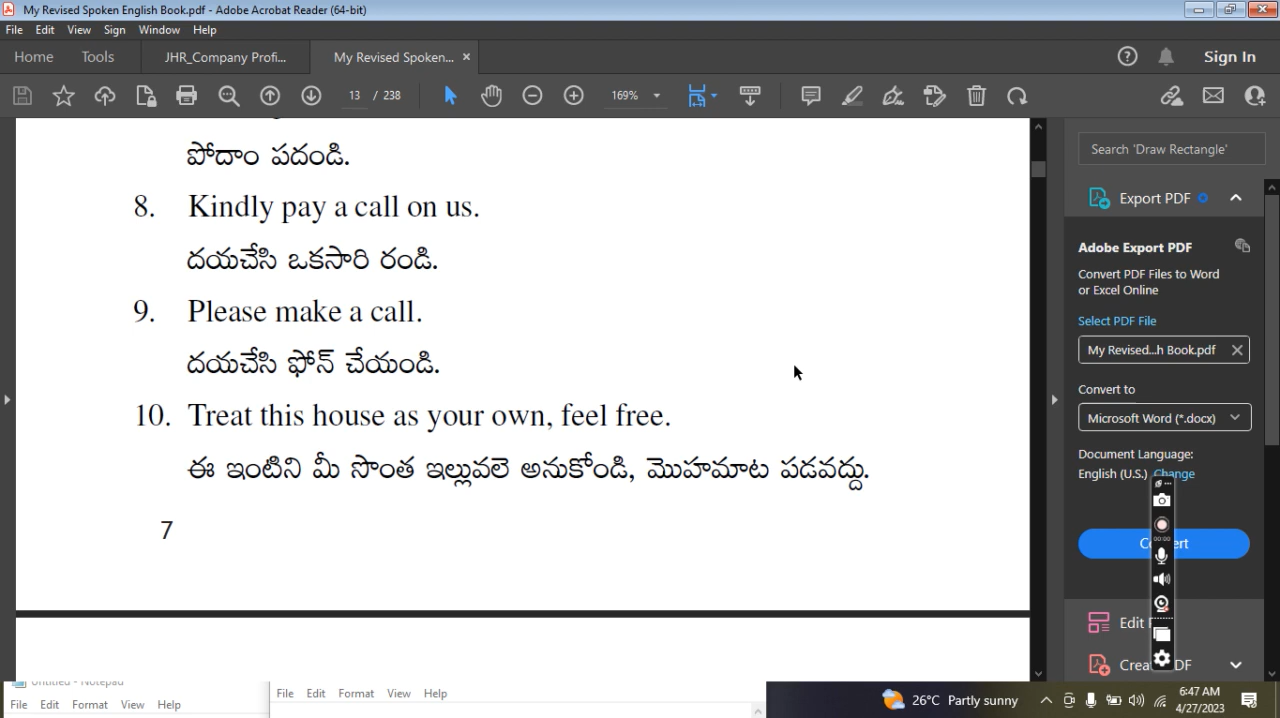 My Revised Spoken English Book.pdf - Adobe Acrobat Reader (64-bit)
File Edit View Sign Window Help
Home Tools JHR_Company Profi... My Revised Spoken... × Sign In
13 / 238 169%
పోదాం పదండి.
8. Kindly pay a call on us.
దయచేసి ఒకసారి రండి.
9. Please make a call.
దయచేసి ఫోన్ చేయండి.
10. Treat this house as your own, feel free.
ఈ ఇంటిని మీ సొంత ఇల్లువలె అనుకోండి, మొహమాట పడవద్దు.
7
Search 'Draw Rectangle'
Export PDF
Adobe Export PDF
Convert PDF Files to Word
or Excel Online
Select PDF File
My Revised...h Book.pdf
Convert to
Microsoft Word (*.docx)
Document Language:
English (U.S.) Change
00:00
Untitled - Notepad
File Edit Format View Help
File Edit Format View Help
26°C Partly sunny
6:47 AM
4/27/2023